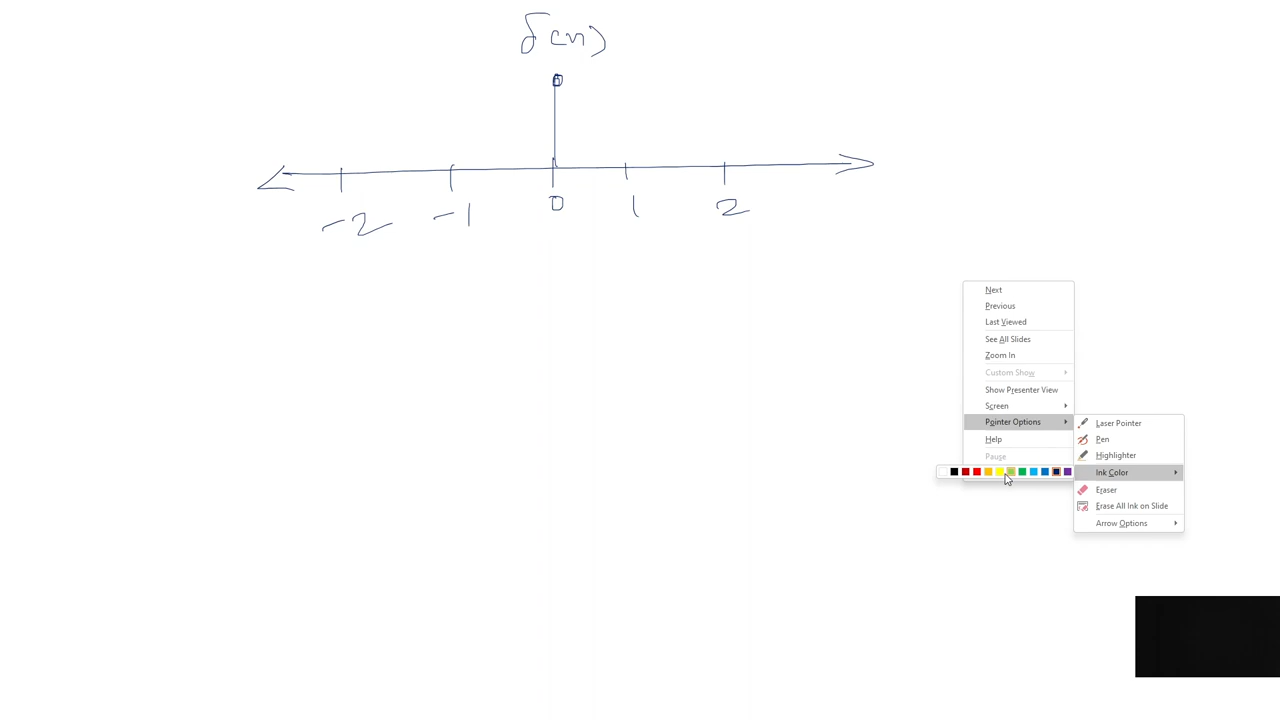 δ(n)
-2 -1 0 1 2
Next
Previous
Last Viewed
See All Slides
Zoom In
Custom Show
Show Presenter View
Screen
Pointer Options
Help
Pause
Laser Pointer
Pen
Highlighter
Ink Color
Eraser
Erase All Ink on Slide
Arrow Options